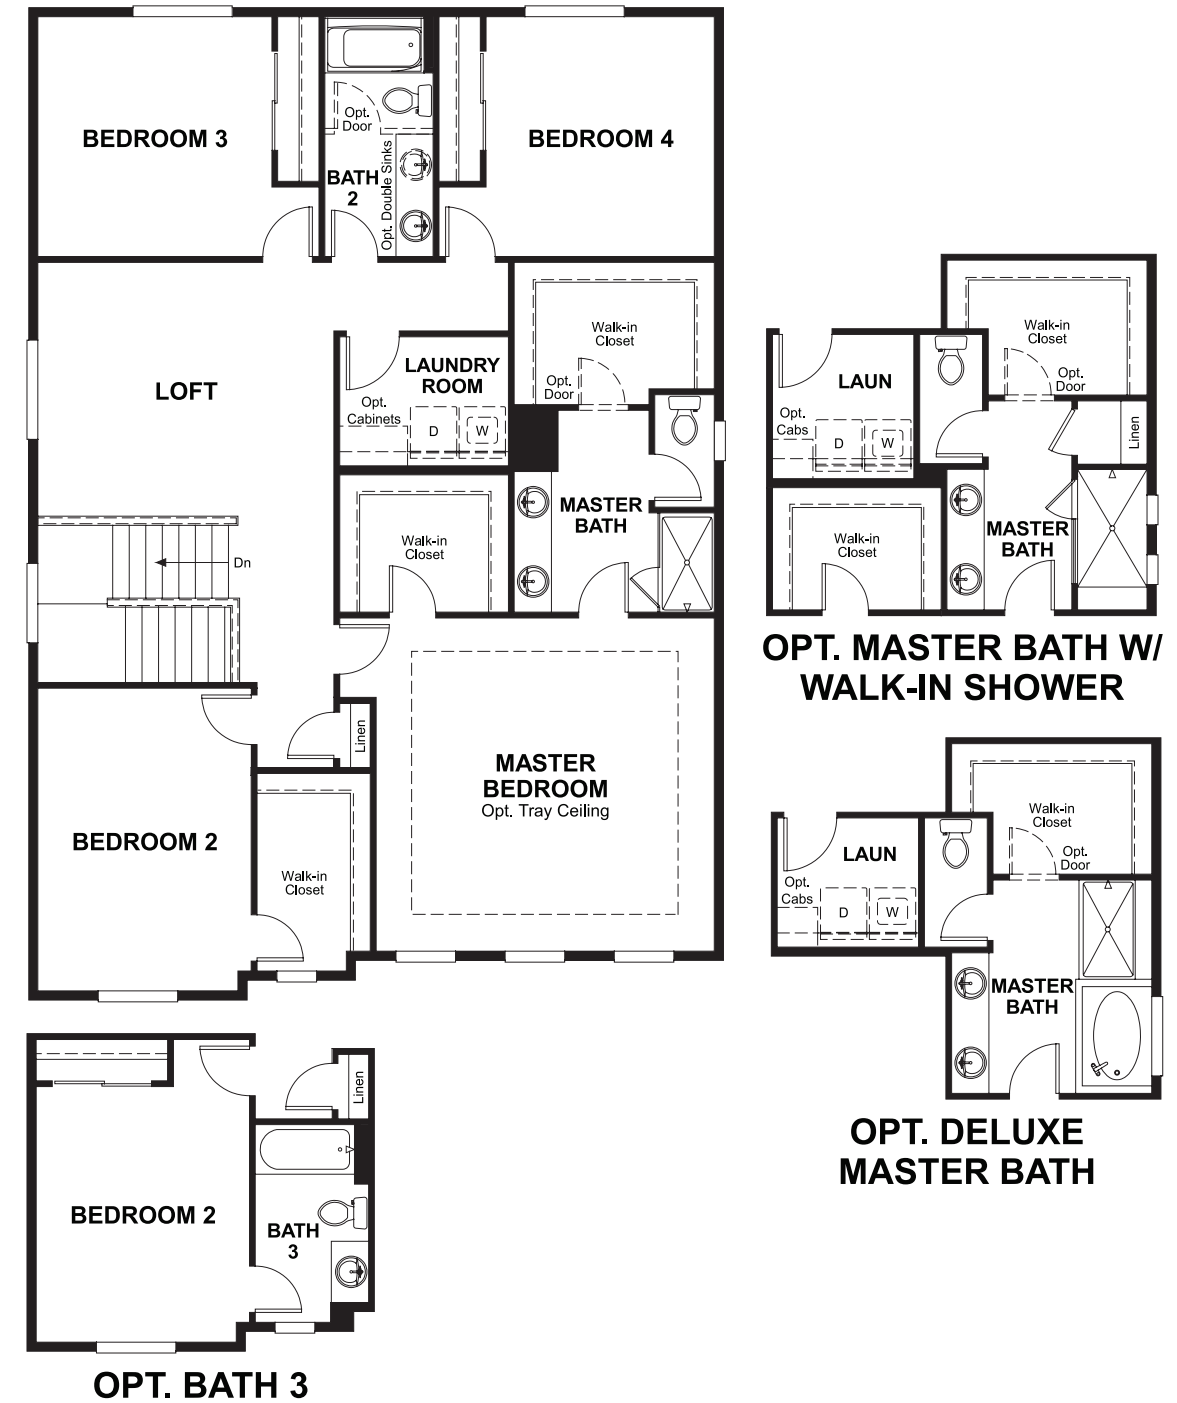 BEDROOM 3
Opt.
Door
BATH
2
Opt. Double Sinks
BEDROOM 4
LOFT
LAUNDRY
ROOM
Opt.
Cabinets
D
W
Walk-in
Closet
Opt.
Door
MASTER
BATH
Walk-in
Closet
Dn
Linen
MASTER
BEDROOM
Opt. Tray Ceiling
BEDROOM 2
Walk-in
Closet
Walk-in
Closet
Opt.
Door
LAUN
Opt.
Cabs
D
W
Linen
Walk-in
Closet
MASTER
BATH
OPT. MASTER BATH W/
WALK-IN SHOWER
Walk-in
Closet
Opt.
Door
LAUN
Opt.
Cabs
D
W
MASTER
BATH
OPT. DELUXE
MASTER BATH
Linen
BEDROOM 2
BATH
3
OPT. BATH 3